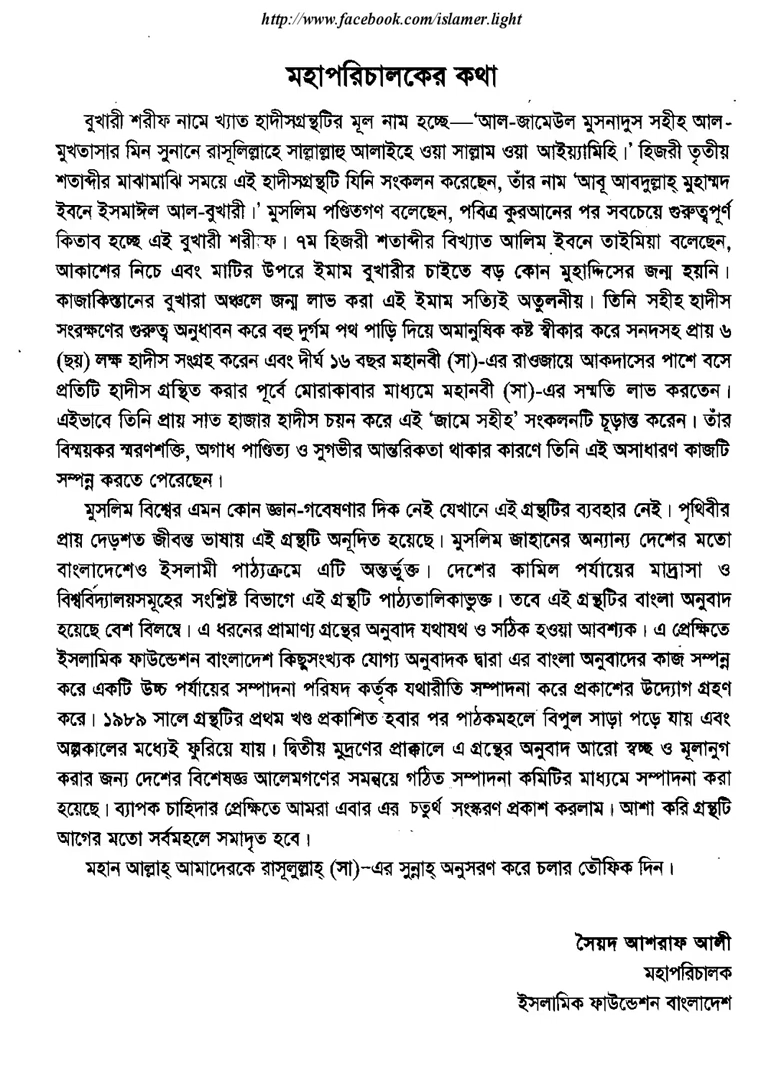 http://www.facebook.com/islamer.light
মহাপরিচালকের কথা
বুখারী শরীফ নামে খ্যাত হাদীসগ্রন্থটির মূল নাম হচ্ছে—‘আল-জামেউল মুসনাদুস সহীহ আল-
মুখতাসার মিন সুনানে রাসূলিল্লাহে সাল্লাল্লাহু আলাইহে ওয়া সাল্লাম ওয়া আইয়্যামিহি।’ হিজরী তৃতীয়
শতাব্দীর মাঝামাঝি সময়ে এই হাদীসগ্রন্থটি যিনি সংকলন করেছেন, তাঁর নাম ‘আবূ আবদুল্লাহ্ মুহাম্মদ
ইবনে ইসমাঈল আল-বুখারী।’ মুসলিম পণ্ডিতগণ বলেছেন, পবিত্র কুরআনের পর সবচেয়ে গুরুত্বপূর্ণ
কিতাব হচ্ছে এই বুখারী শরীফ। ৭ম হিজরী শতাব্দীর বিখ্যাত আলিম ইবনে তাইমিয়া বলেছেন,
আকাশের নিচে এবং মাটির উপরে ইমাম বুখারীর চাইতে বড় কোন মুহাদ্দিসের জন্ম হয়নি।
কাজাকিস্তানের বুখারা অঞ্চলে জন্ম লাভ করা এই ইমাম সত্যিই অতুলনীয়। তিনি সহীহ হাদীস
সংরক্ষণের গুরুত্ব অনুধাবন করে বহু দুর্গম পথ পাড়ি দিয়ে অমানুষিক কষ্ট স্বীকার করে সনদসহ প্রায় ৬
(ছয়) লক্ষ হাদীস সংগ্রহ করেন এবং দীর্ঘ ১৬ বছর মহানবী (সা)-এর রাওজায়ে আকদাসের পাশে বসে
প্রতিটি হাদীস গ্রন্থিত করার পূর্বে মোরাকাবার মাধ্যমে মহানবী (সা)-এর সম্মতি লাভ করতেন।
এইভাবে তিনি প্রায় সাত হাজার হাদীস চয়ন করে এই ‘জামে সহীহ’ সংকলনটি চূড়ান্ত করেন। তাঁর
বিস্ময়কর স্মরণশক্তি, অগাধ পাণ্ডিত্য ও সুগভীর আন্তরিকতা থাকার কারণে তিনি এই অসাধারণ কাজটি
সম্পন্ন করতে পেরেছেন।
মুসলিম বিশ্বের এমন কোন জ্ঞান-গবেষণার দিক নেই যেখানে এই গ্রন্থটির ব্যবহার নেই। পৃথিবীর
প্রায় দেড়শত জীবন্ত ভাষায় এই গ্রন্থটি অনূদিত হয়েছে। মুসলিম জাহানের অন্যান্য দেশের মতো
বাংলাদেশেও ইসলামী পাঠ্যক্রমে এটি অন্তর্ভুক্ত। দেশের কামিল পর্যায়ের মাদ্রাসা ও
বিশ্ববিদ্যালয়সমূহের সংশ্লিষ্ট বিভাগে এই গ্রন্থটি পাঠ্যতালিকাভুক্ত। তবে এই গ্রন্থটির বাংলা অনুবাদ
হয়েছে বেশ বিলম্বে। এ ধরনের প্রামাণ্য গ্রন্থের অনুবাদ যথাযথ ও সঠিক হওয়া আবশ্যক। এ প্রেক্ষিতে
ইসলামিক ফাউন্ডেশন বাংলাদেশ কিছুসংখ্যক যোগ্য অনুবাদক দ্বারা এর বাংলা অনুবাদের কাজ সম্পন্ন
করে একটি উচ্চ পর্যায়ের সম্পাদনা পরিষদ কর্তৃক যথারীতি সম্পাদনা করে প্রকাশের উদ্যোগ গ্রহণ
করে। ১৯৮৯ সালে গ্রন্থটির প্রথম খণ্ড প্রকাশিত হবার পর পাঠকমহলে বিপুল সাড়া পড়ে যায় এবং
অল্পকালের মধ্যেই ফুরিয়ে যায়। দ্বিতীয় মুদ্রণের প্রাক্কালে এ গ্রন্থের অনুবাদ আরো স্বচ্ছ ও মূলানুগ
করার জন্য দেশের বিশেষজ্ঞ আলেমগণের সমন্বয়ে গঠিত সম্পাদনা কমিটির মাধ্যমে সম্পাদনা করা
হয়েছে। ব্যাপক চাহিদার প্রেক্ষিতে আমরা এবার এর চতুর্থ সংস্করণ প্রকাশ করলাম। আশা করি গ্রন্থটি
আগের মতো সর্বমহলে সমাদৃত হবে।
মহান আল্লাহ্ আমাদেরকে রাসূলুল্লাহ্ (সা)-এর সুন্নাহ্ অনুসরণ করে চলার তৌফিক দিন।
সৈয়দ আশরাফ আলী
মহাপরিচালক
ইসলামিক ফাউন্ডেশন বাংলাদেশ